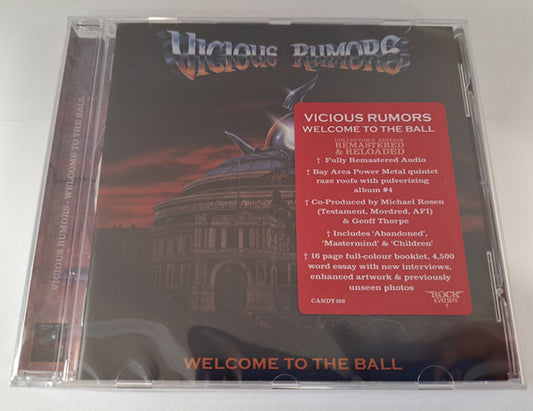 VICIOUS RUMORS
VICIOUS RUMORS - WELCOME TO THE BALL
VICIOUS RUMORS
WELCOME TO THE BALL
COLLECTOR'S EDITION
REMASTERED
& RELOADED
† Fully Remastered Audio
† Bay Area Power Metal quintet
raze roofs with pulverizing
album #4
† Co-Produced by Michael Rosen
(Testament, Mordred, AFI)
& Geoff Thorpe
† Includes ‘Abandoned’,
‘Mastermind’ & ‘Children’
† 16 page full-colour booklet, 4,500
word essay with new interviews,
enhanced artwork & previously
unseen photos
CANDY466
ROCK
CANDY
WELCOME TO THE BALL